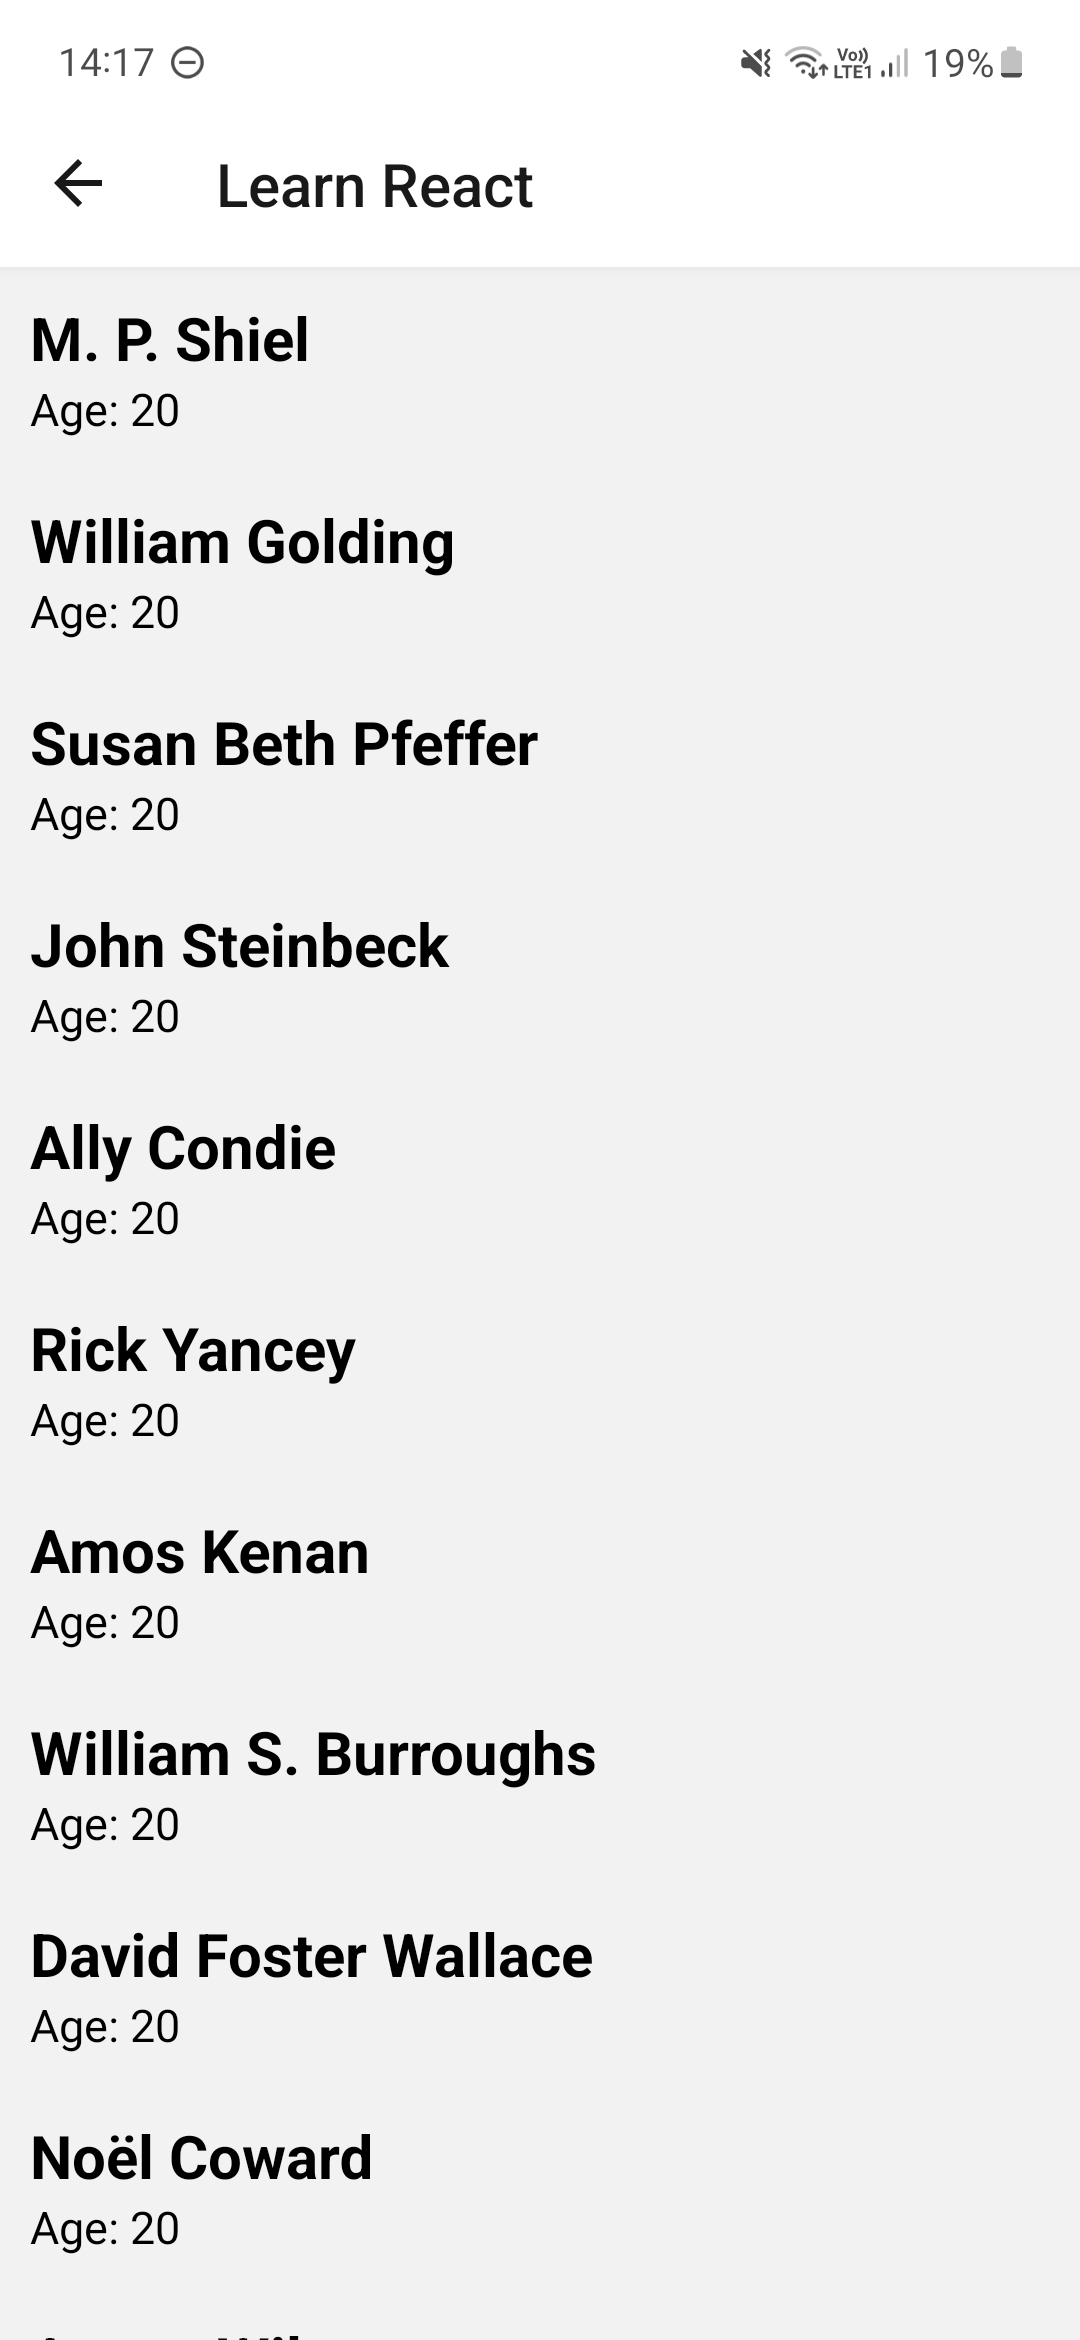 14:17
Vo))
LTE1
19%
Learn React
M. P. Shiel
Age: 20
William Golding
Age: 20
Susan Beth Pfeffer
Age: 20
John Steinbeck
Age: 20
Ally Condie
Age: 20
Rick Yancey
Age: 20
Amos Kenan
Age: 20
William S. Burroughs
Age: 20
David Foster Wallace
Age: 20
Noël Coward
Age: 20